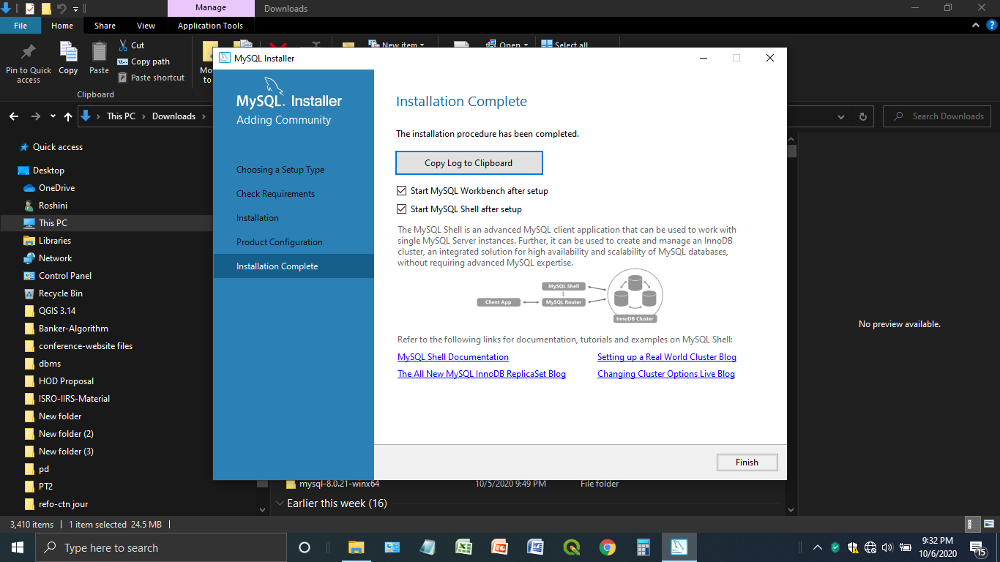 Manage
Downloads
File
Home
Share
View
Application Tools
Pin to Quick access
Copy
Paste
Cut
Copy path
Paste shortcut
Clipboard
New item
Open
Select all
This PC
Downloads
Search Downloads
Quick access
Desktop
OneDrive
Roshini
This PC
Libraries
Network
Control Panel
Recycle Bin
QGIS 3.14
Banker-Algorithm
conference-website files
dbms
HOD Proposal
ISRO-IIRS-Material
New folder
New folder (2)
New folder (3)
pd
PT2
refo-ctn jour
MySQL Installer
MySQL. Installer
Adding Community
Choosing a Setup Type
Check Requirements
Installation
Product Configuration
Installation Complete
Installation Complete
The installation procedure has been completed.
Copy Log to Clipboard
Start MySQL Workbench after setup
Start MySQL Shell after setup
The MySQL Shell is an advanced MySQL client application that can be used to work with
single MySQL Server instances. Further, it can be used to create and manage an InnoDB
cluster, an integrated solution for high availability and scalability of MySQL databases,
without requiring advanced MySQL expertise.
MySQL Shell
Client App
MySQL Router
InnoDB Cluster
Refer to the following links for documentation, tutorials and examples on MySQL Shell:
MySQL Shell Documentation
Setting up a Real World Cluster Blog
The All New MySQL InnoDB ReplicaSet Blog
Changing Cluster Options Live Blog
Finish
No preview available.
mysql-8.0.21-winx64
10/5/2020 9:49 PM
File folder
Earlier this week (16)
3,410 items
1 item selected 24.5 MB
Type here to search
9:32 PM
10/6/2020
15